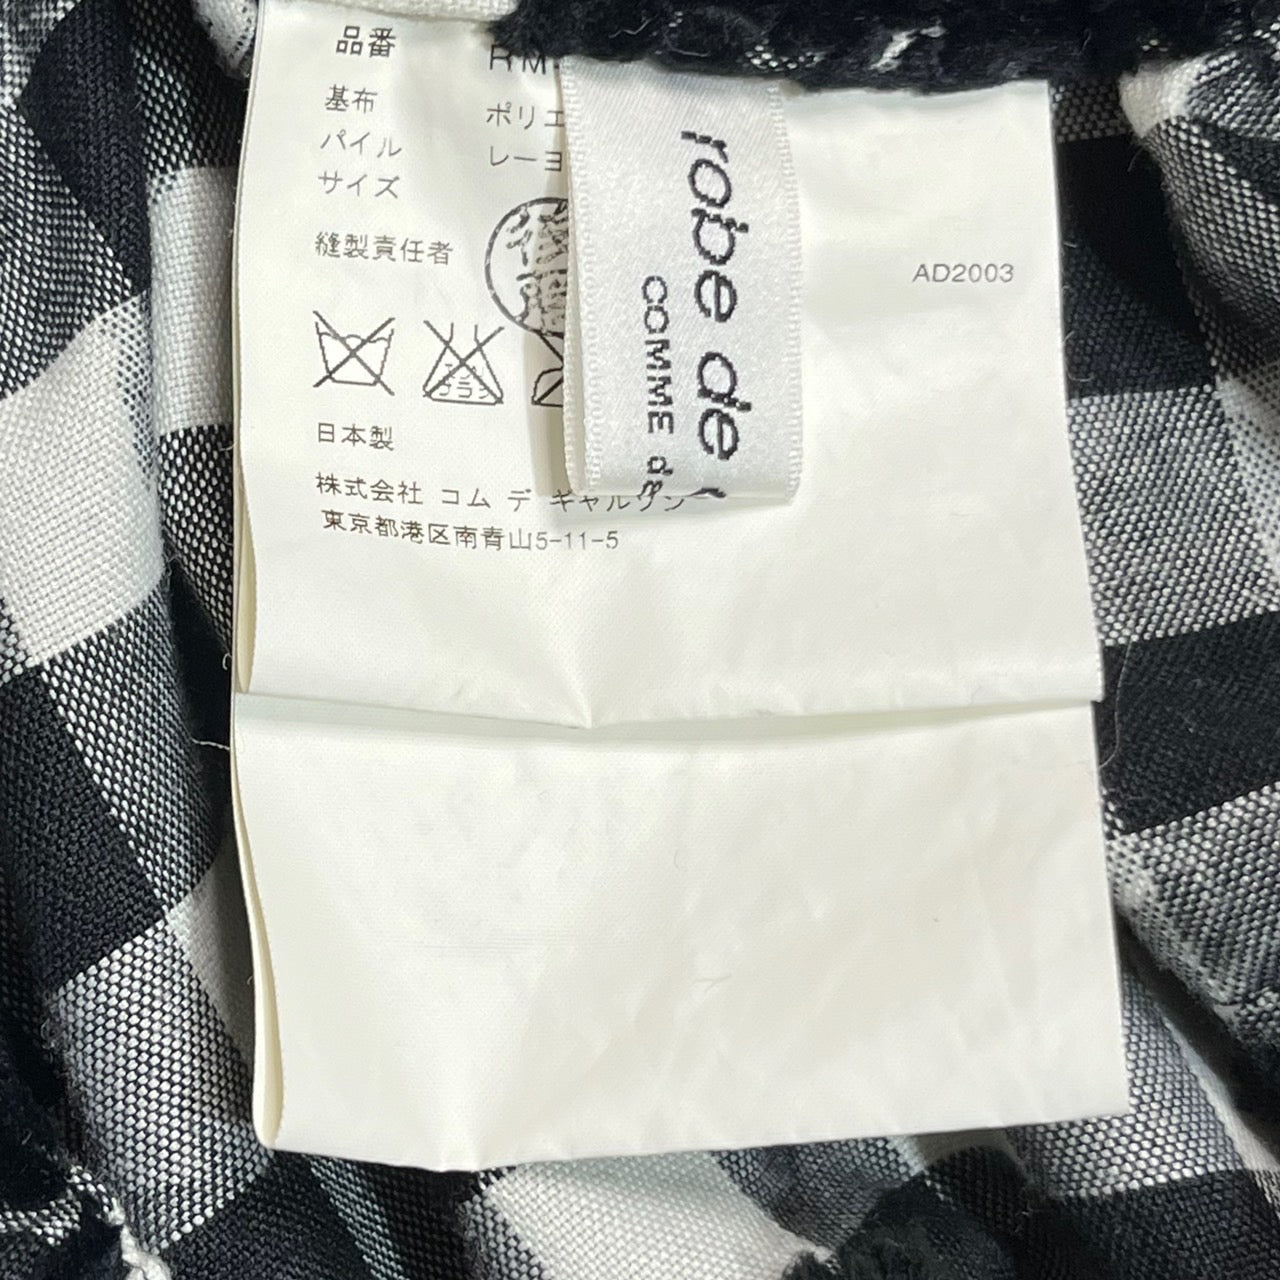 品番 RM-
基布 ポリエ
パイル レーヨ
サイズ
縫製責任者
日本製
株式会社 コム デ ギャルソン
東京都港区南青山5-11-5
robe de
COMME des
AD2003